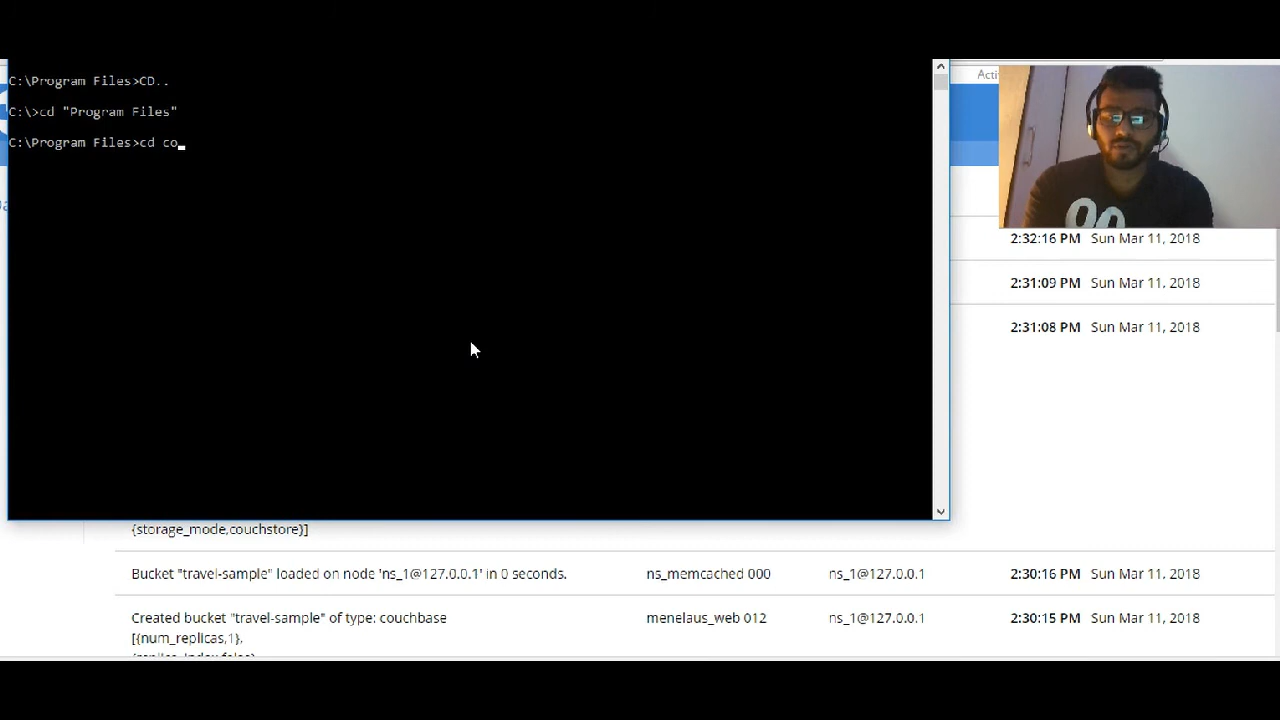 C:\Program Files>CD..
C:\>cd "Program Files"
C:\Program Files>cd co
Acti
90
2:32:16 PM Sun Mar 11, 2018
2:31:09 PM Sun Mar 11, 2018
2:31:08 PM Sun Mar 11, 2018
{storage_mode,couchstore}]
Bucket "travel-sample" loaded on node 'ns_1@127.0.0.1' in 0 seconds. ns_memcached 000 ns_1@127.0.0.1 2:30:16 PM Sun Mar 11, 2018
Created bucket "travel-sample" of type: couchbase menelaus_web 012 ns_1@127.0.0.1 2:30:15 PM Sun Mar 11, 2018
[{num_replicas,1},